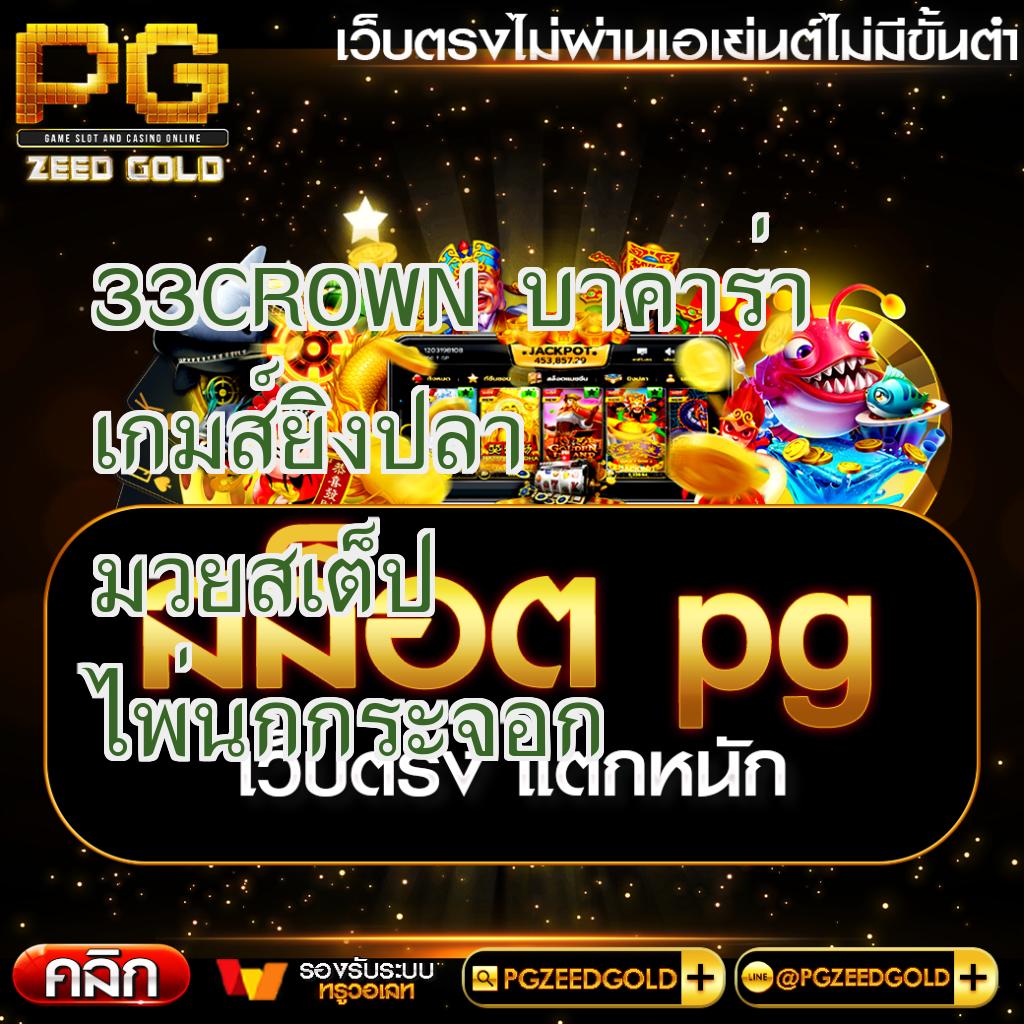 เว็บตรงไม่ผ่านเอเย่นต์ไม่มีขั้นต่ำ
PG
GAME SLOT AND CASINO ONLINE
ZEED GOLD
33CROWN บาคาร่า
JACKPOT
453,857.29
1203198108
เกมส์ยิงปลา
มวยสเต็ป
สล็อต pg
ไพ่นกกระจอก
เว็บตรง แตกหนัก
คลิก
รองรับระบบ
ทรูวอเลท
PGZEEDGOLD
LINE
@PGZEEDGOLD